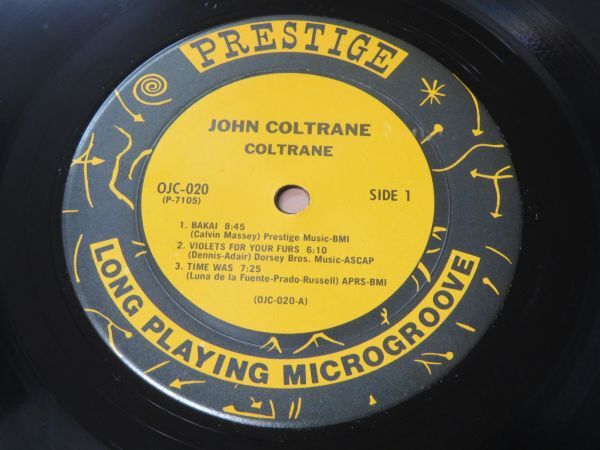 PRESTIGE
JOHN COLTRANE
COLTRANE
OJC-020
(P-7105)
SIDE 1
1. BAKAI 8:45
(Calvin Massey) Prestige Music-BMI
2. VIOLETS FOR YOUR FURS 6:10
(Dennis-Adair) Dorsey Bros. Music-ASCAP
3. TIME WAS 7:25
(Luna de la Fuente-Prado-Russell) APRS-BMI
(OJC-020-A)
LONG PLAYING MICROGROOVE